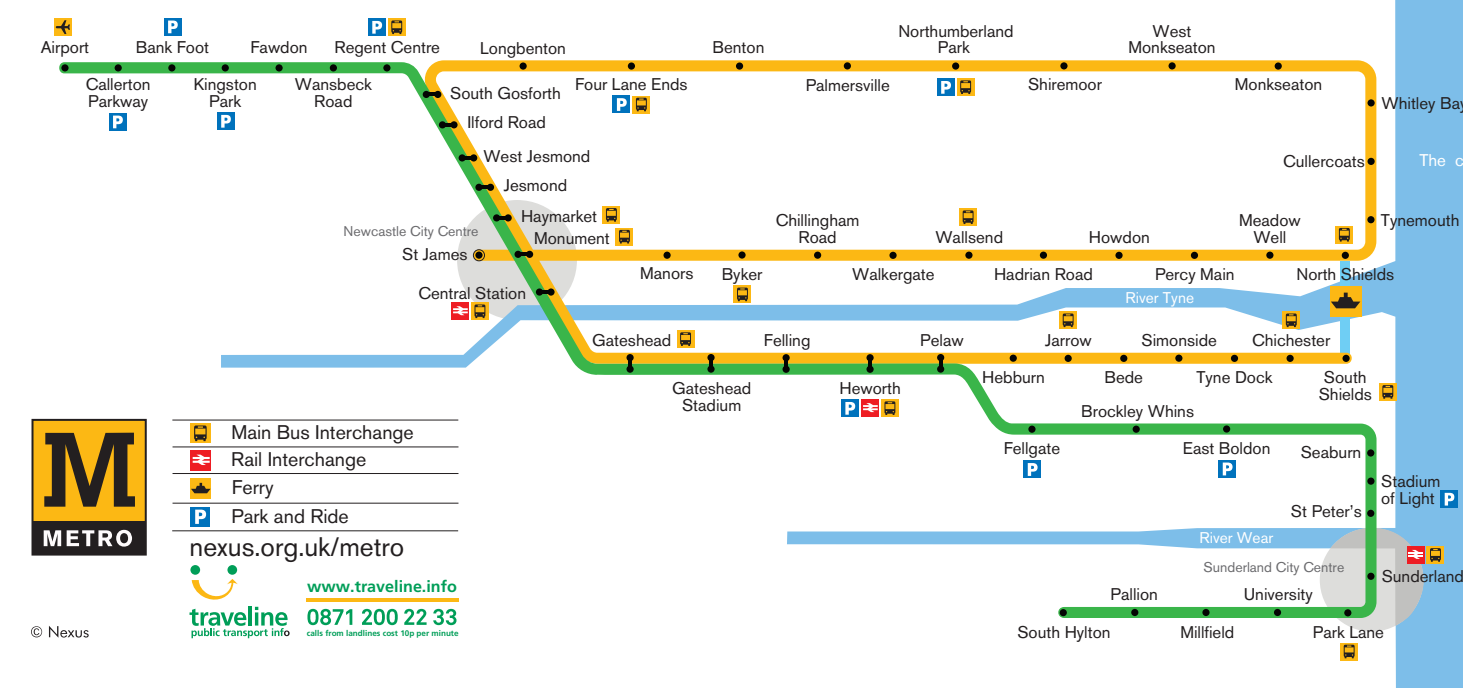 Airport
Bank Foot
Fawdon
P
P
Regent Centre
Callerton
Parkway
P
Kingston
Park
P
Wansbeck
Road
Longbenton
Four Lane Ends
P
Benton
Palmersville
Northumberland
Park
P
Shiremoor
West
Monkseaton
Monkseaton
Whitley Bay
Cullercoats
The c
Tynemouth
South Gosforth
Ilford Road
West Jesmond
Jesmond
Haymarket
Newcastle City Centre
Monument
St James
Manors
Byker
Chillingham
Road
Walkergate
Wallsend
Hadrian Road
Howdon
Percy Main
Meadow
Well
North Shields
Central Station
River Tyne
Gateshead
Gateshead
Stadium
Felling
Heworth
P
Pelaw
Hebburn
Jarrow
Bede
Simonside
Tyne Dock
Chichester
South
Shields
Brockley Whins
Fellgate
P
East Boldon
P
Seaburn
Stadium
of Light P
St Peter's
River Wear
Sunderland City Centre
Sunderland
Pallion
University
South Hylton
Millfield
Park Lane
M
METRO
Main Bus Interchange
Rail Interchange
Ferry
P Park and Ride
nexus.org.uk/metro
traveline
public transport info
www.traveline.info
0871 200 22 33
calls from landlines cost 10p per minute
© Nexus